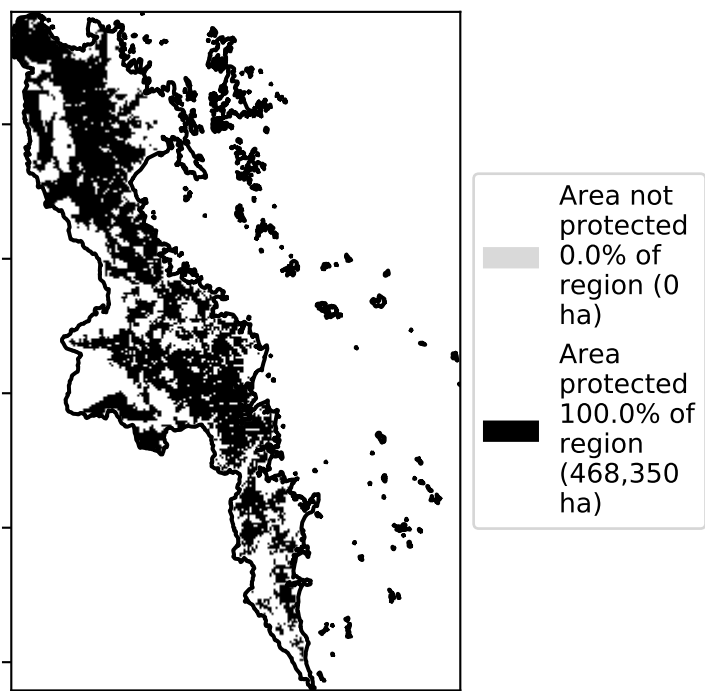 Area not
protected
0.0% of
region (0
ha)
Area
protected
100.0% of
region
(468,350
ha)